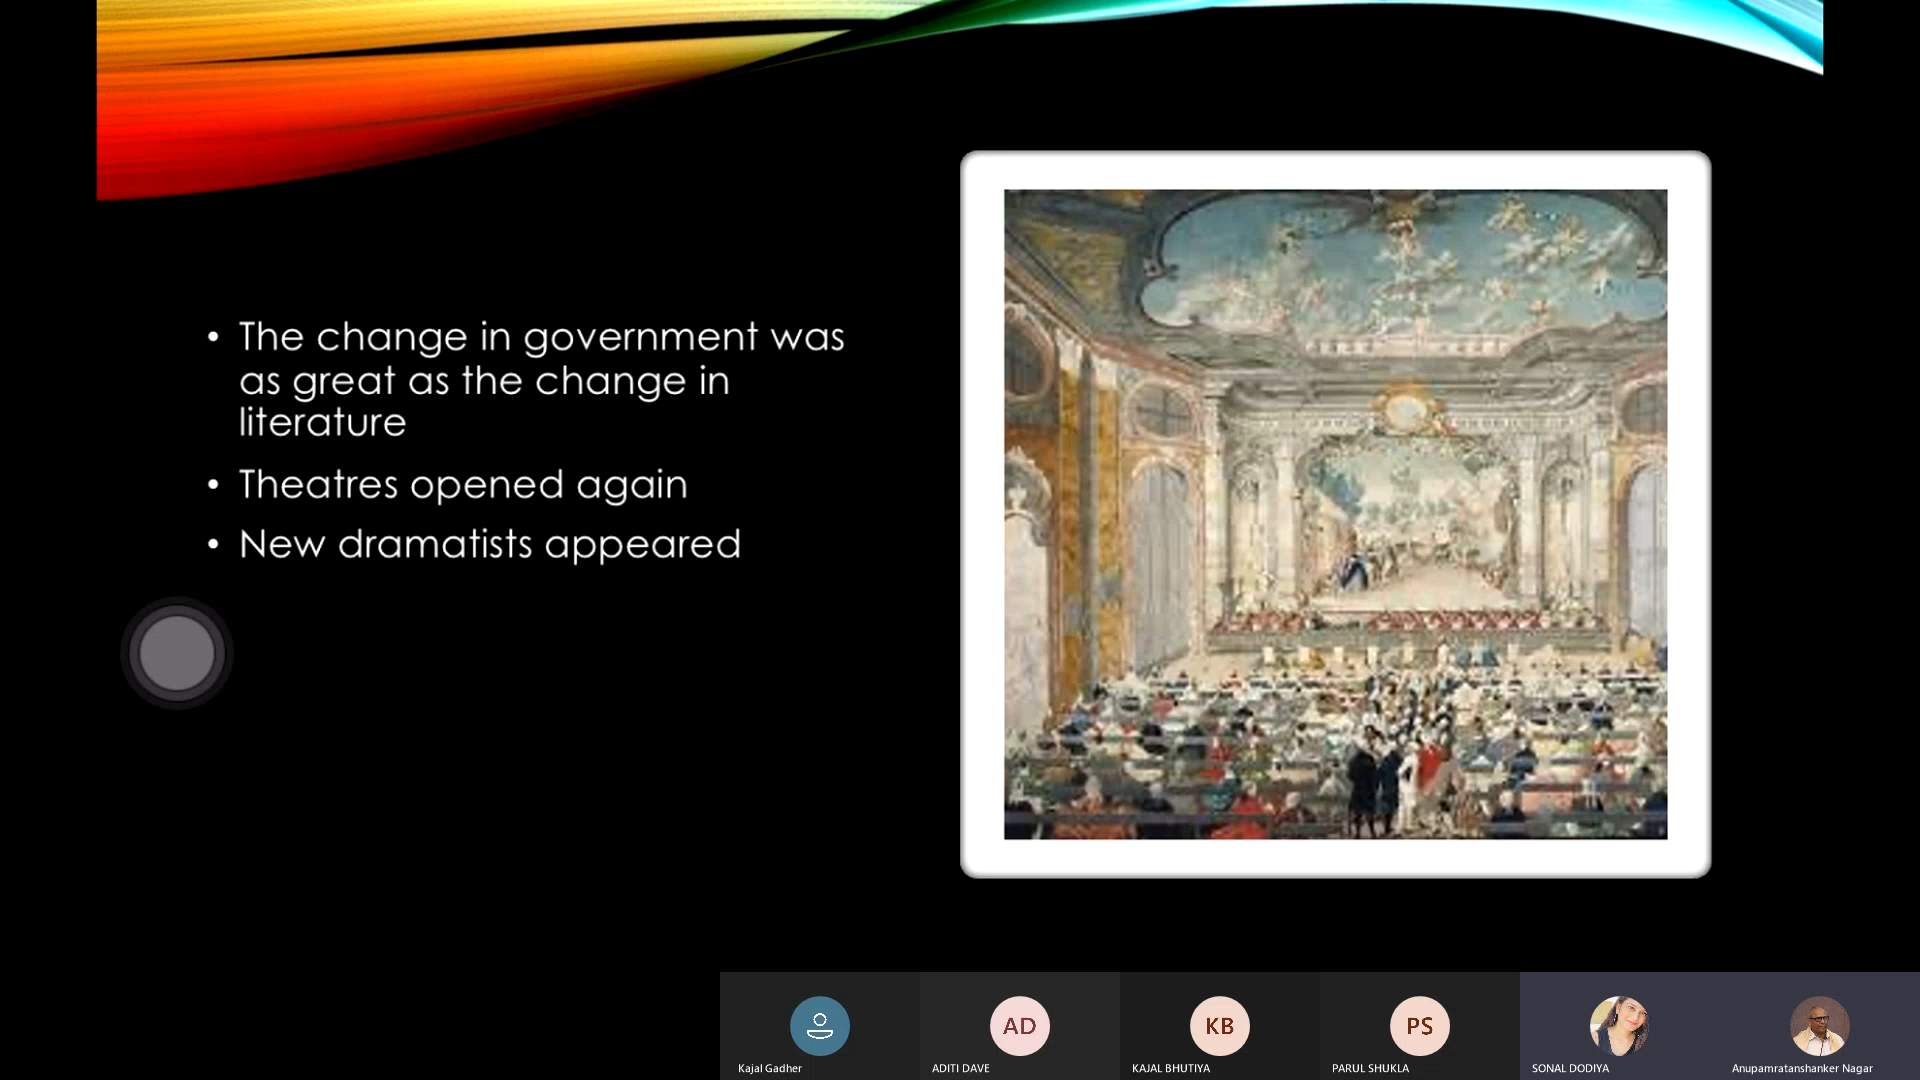 • The change in government was
as great as the change in
literature
• Theatres opened again
• New dramatists appeared
AD
KB
PS
Kajal Gadher
ADITI DAVE
KAJAL BHUTIYA
PARUL SHUKLA
SONAL DODIYA
Anupamratanshanker Nagar